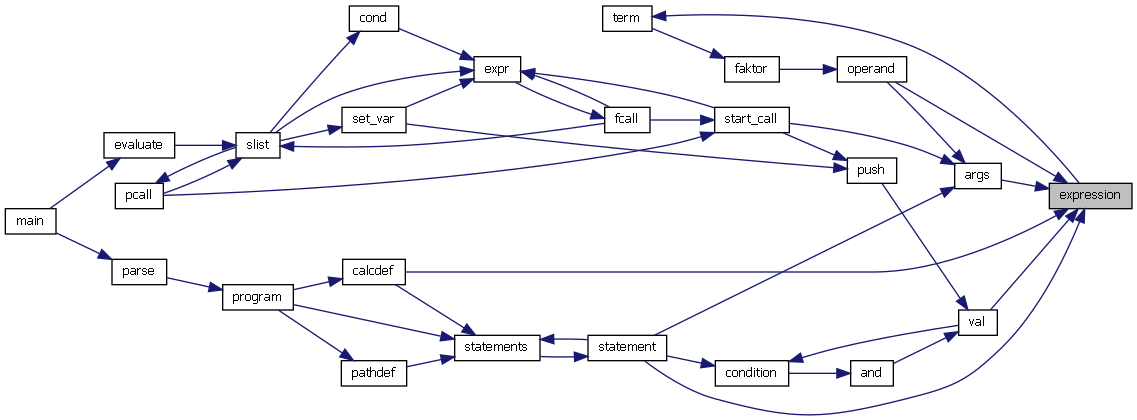 cond
term
expr
faktor
operand
set_var
fcall
start_call
evaluate
slist
push
args
pcall
expression
main
parse
calcdef
program
val
statements
statement
pathdef
condition
and